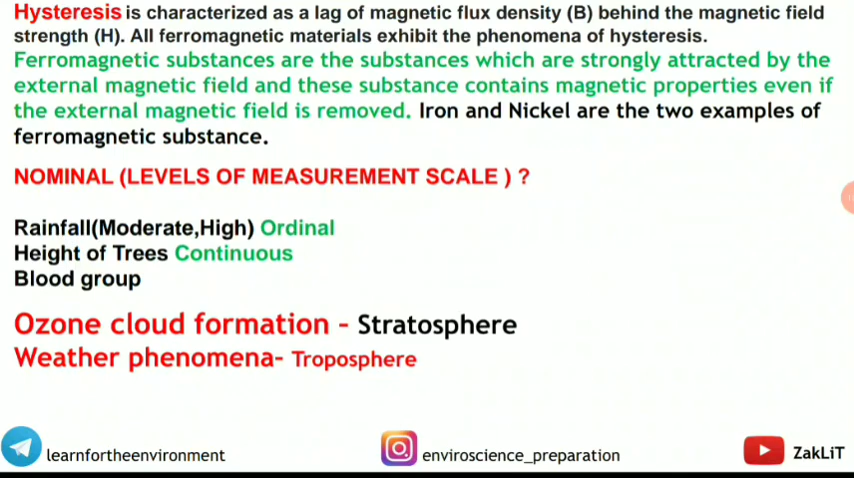 Hysteresis is characterized as a lag of magnetic flux density (B) behind the magnetic field
strength (H). All ferromagnetic materials exhibit the phenomena of hysteresis.
Ferromagnetic substances are the substances which are strongly attracted by the
external magnetic field and these substance contains magnetic properties even if
the external magnetic field is removed. Iron and Nickel are the two examples of
ferromagnetic substance.
NOMINAL (LEVELS OF MEASUREMENT SCALE ) ?
Rainfall(Moderate,High) Ordinal
Height of Trees Continuous
Blood group
Ozone cloud formation - Stratosphere
Weather phenomena- Troposphere
learnfortheenvironment
enviroscience_preparation
ZakLiT